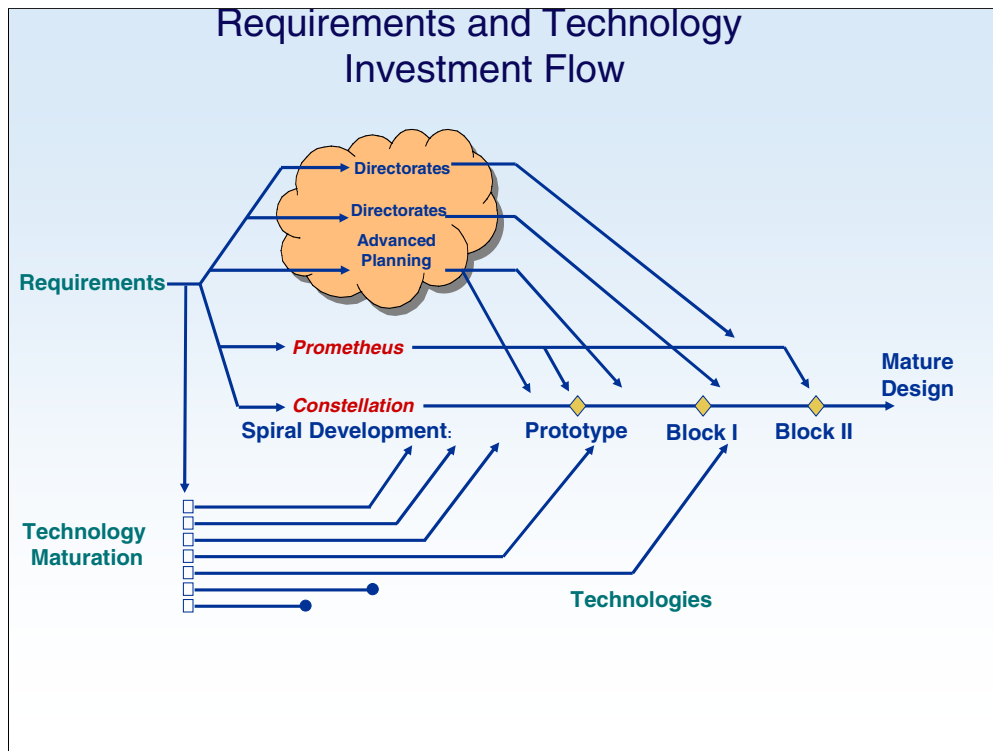 Requirements and Technology
Investment Flow
Directorates
Directorates
Advanced
Planning
Requirements
Prometheus
Mature
Design
Constellation
Spiral Development:
Prototype
Block I
Block II
Technology
Maturation
Technologies